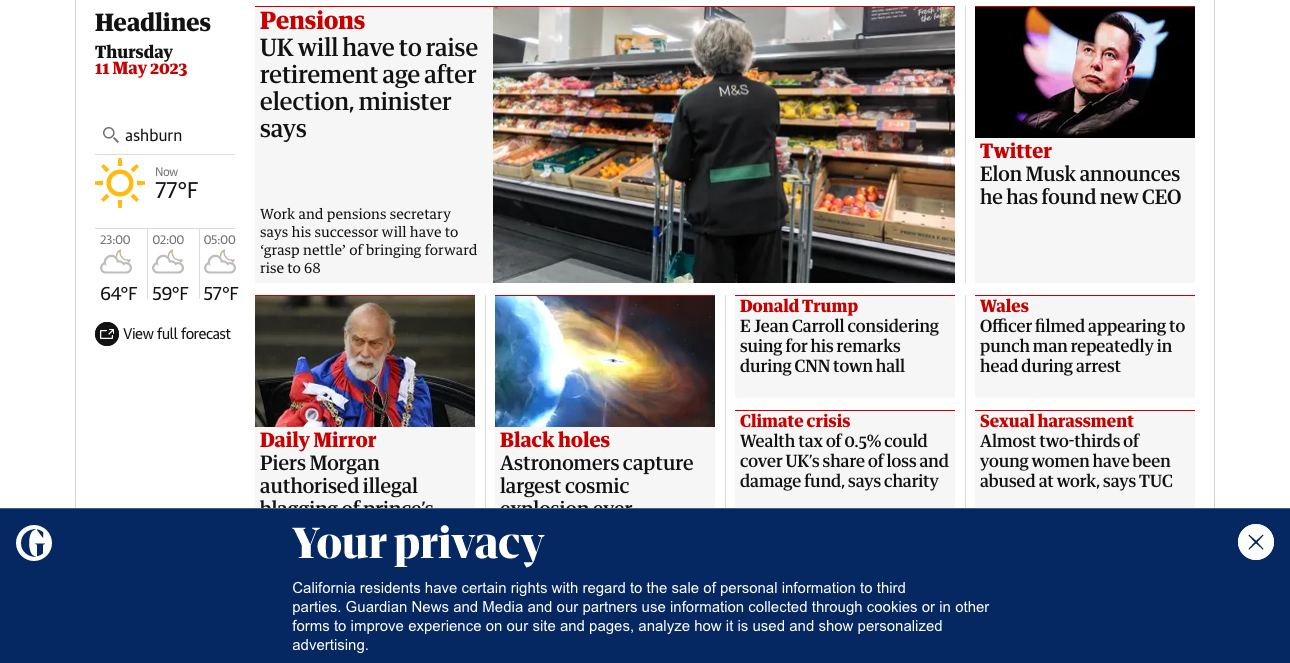 Headlines
Thursday
11 May 2023
ashburn
Now
77°F
23:00
02:00
05:00
64°F
59°F
57°F
View full forecast
Pensions
UK will have to raise
retirement age after
election, minister
says
Work and pensions secretary
says his successor will have to
‘grasp nettle’ of bringing forward
rise to 68
M&S
Twitter
Elon Musk announces
he has found new CEO
Daily Mirror
Piers Morgan
authorised illegal
blagging of prince’s
Black holes
Astronomers capture
largest cosmic
explosion ever
Donald Trump
E Jean Carroll considering
suing for his remarks
during CNN town hall
Climate crisis
Wealth tax of 0.5% could
cover UK’s share of loss and
damage fund, says charity
Wales
Officer filmed appearing to
punch man repeatedly in
head during arrest
Sexual harassment
Almost two-thirds of
young women have been
abused at work, says TUC
G
Your privacy
California residents have certain rights with regard to the sale of personal information to third
parties. Guardian News and Media and our partners use information collected through cookies or in other
forms to improve experience on our site and pages, analyze how it is used and show personalized
advertising.